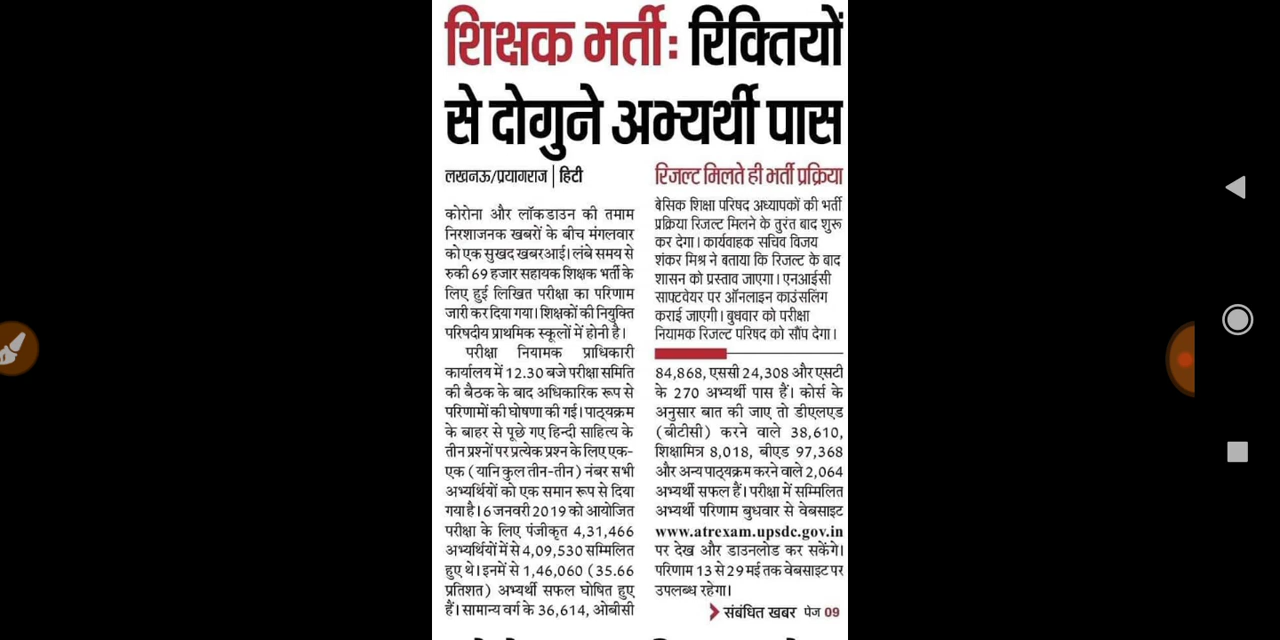 शिक्षक भर्ती: रिक्तियों
से दोगुने अभ्यर्थी पास
लखनऊ/प्रयागराज | हिटी
कोरोना और लॉकडाउन की तमाम
निरशाजनक खबरों के बीच मंगलवार
को एक सुखद खबरआई। लंबे समय से
रुकी 69 हजार सहायक शिक्षक भर्ती के
लिए हुई लिखित परीक्षा का परिणाम
जारी कर दिया गया। शिक्षकों की नियुक्ति
परिषदीय प्राथमिक स्कूलों में होनी है।
परीक्षा नियामक प्राधिकारी
कार्यालय में 12.30 बजे परीक्षा समिति
की बैठक के बाद अधिकारिक रूप से
परिणामों की घोषणा की गई। पाठ्यक्रम
के बाहर से पूछे गए हिन्दी साहित्य के
तीन प्रश्नों पर प्रत्येक प्रश्न के लिए एक-
एक (यानि कुल तीन-तीन) नंबर सभी
अभ्यर्थियों को एक समान रूप से दिया
गया है। 6 जनवरी 2019 को आयोजित
परीक्षा के लिए पंजीकृत 4,31,466
अभ्यर्थियों में से 4,09,530 सम्मिलित
हुए थे। इनमें से 1,46,060 (35.66
प्रतिशत) अभ्यर्थी सफल घोषित हुए
हैं। सामान्य वर्ग के 36,614, ओबीसी
रिजल्ट मिलते ही भर्ती प्रक्रिया
बेसिक शिक्षा परिषद अध्यापकों की भर्ती
प्रक्रिया रिजल्ट मिलने के तुरंत बाद शुरू
कर देगा। कार्यवाहक सचिव विजय
शंकर मिश्र ने बताया कि रिजल्ट के बाद
शासन को प्रस्ताव जाएगा। एनआईसी
साफ्टवेयर पर ऑनलाइन काउंसलिंग
कराई जाएगी। बुधवार को परीक्षा
नियामक रिजल्ट परिषद को सौंप देगा।
84,868, एससी 24,308 और एसटी
के 270 अभ्यर्थी पास हैं। कोर्स के
अनुसार बात की जाए तो डीएलएड
(बीटीसी) करने वाले 38,610,
शिक्षामित्र 8,018, बीएड 97,368
और अन्य पाठ्यक्रम करने वाले 2,064
अभ्यर्थी सफल हैं। परीक्षा में सम्मिलित
अभ्यर्थी परिणाम बुधवार से वेबसाइट
www.atrexam.upsdc.gov.in
पर देख और डाउनलोड कर सकेंगे।
परिणाम 13 से 29 मई तक वेबसाइट पर
उपलब्ध रहेगा।
संबंधित खबर पेज 09